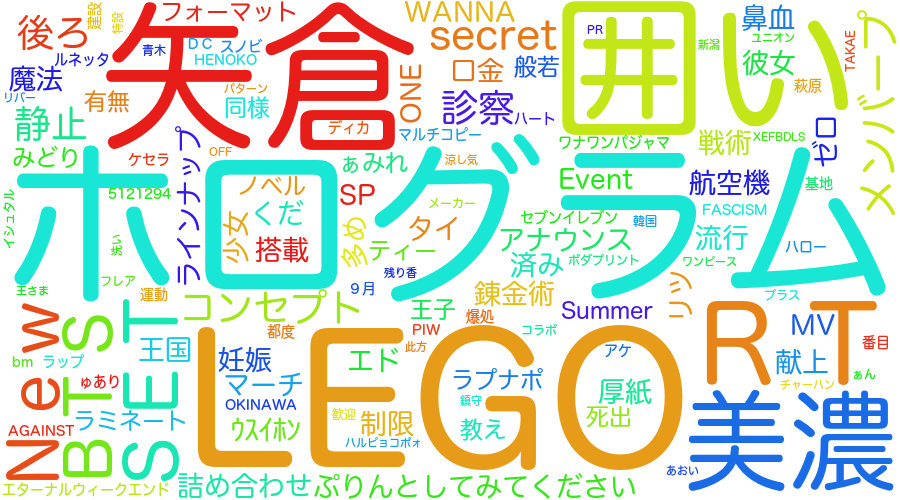 フォーマット
WANNA
建設
特設
後ろ
矢倉
secret
囲い
鼻血
PR
新潟
ユニオン
TAKAE
メンバープ
青木
DC
スノビ
HENOKO
ルネッタ
魔法
リバー
有無
パターン
同様
口金
般若
彼女
萩原
ONE
診察
ハート
静止
ディカ
マルチコピー
戦術
XEFBDLS
ゼロ
みどり
ケセラ
OFF
ぁみれ
涼し気
ワナワンパジャマ
ラインナップ
5121294
イシュタル
ホログラム
ノベル
SP
メーカー
Event
航空機
基地
FASCISM
少女
くだ
搭載
多め
タイ
セブンイレブン
韓国
洗い
ティー
アナウンス
流行
ハロー
残り香
済み
ボダプリント
ワンピース
フレア
王さま
運動
9月
錬金術
リツ
プラス
コンセプト
王子
爆処
Summer
New
BTS
SET
都度
PIW
コラボ
RT
MV
番目
王国
LEGO
此方
bm
ラップ
妊娠
エド
アケ
献上
ぁん
ゅあり
マーチ
ラプナポ
厚紙
チャーハン
OKINAWA
鎮守
ラミネート
歓迎
制限
死出
美濃
AGAINST
ウスイホン
教え
ハルピョコポォ
あおい
エターナルウィークエンド
詰め合わせ
ぷりんとしてみてください